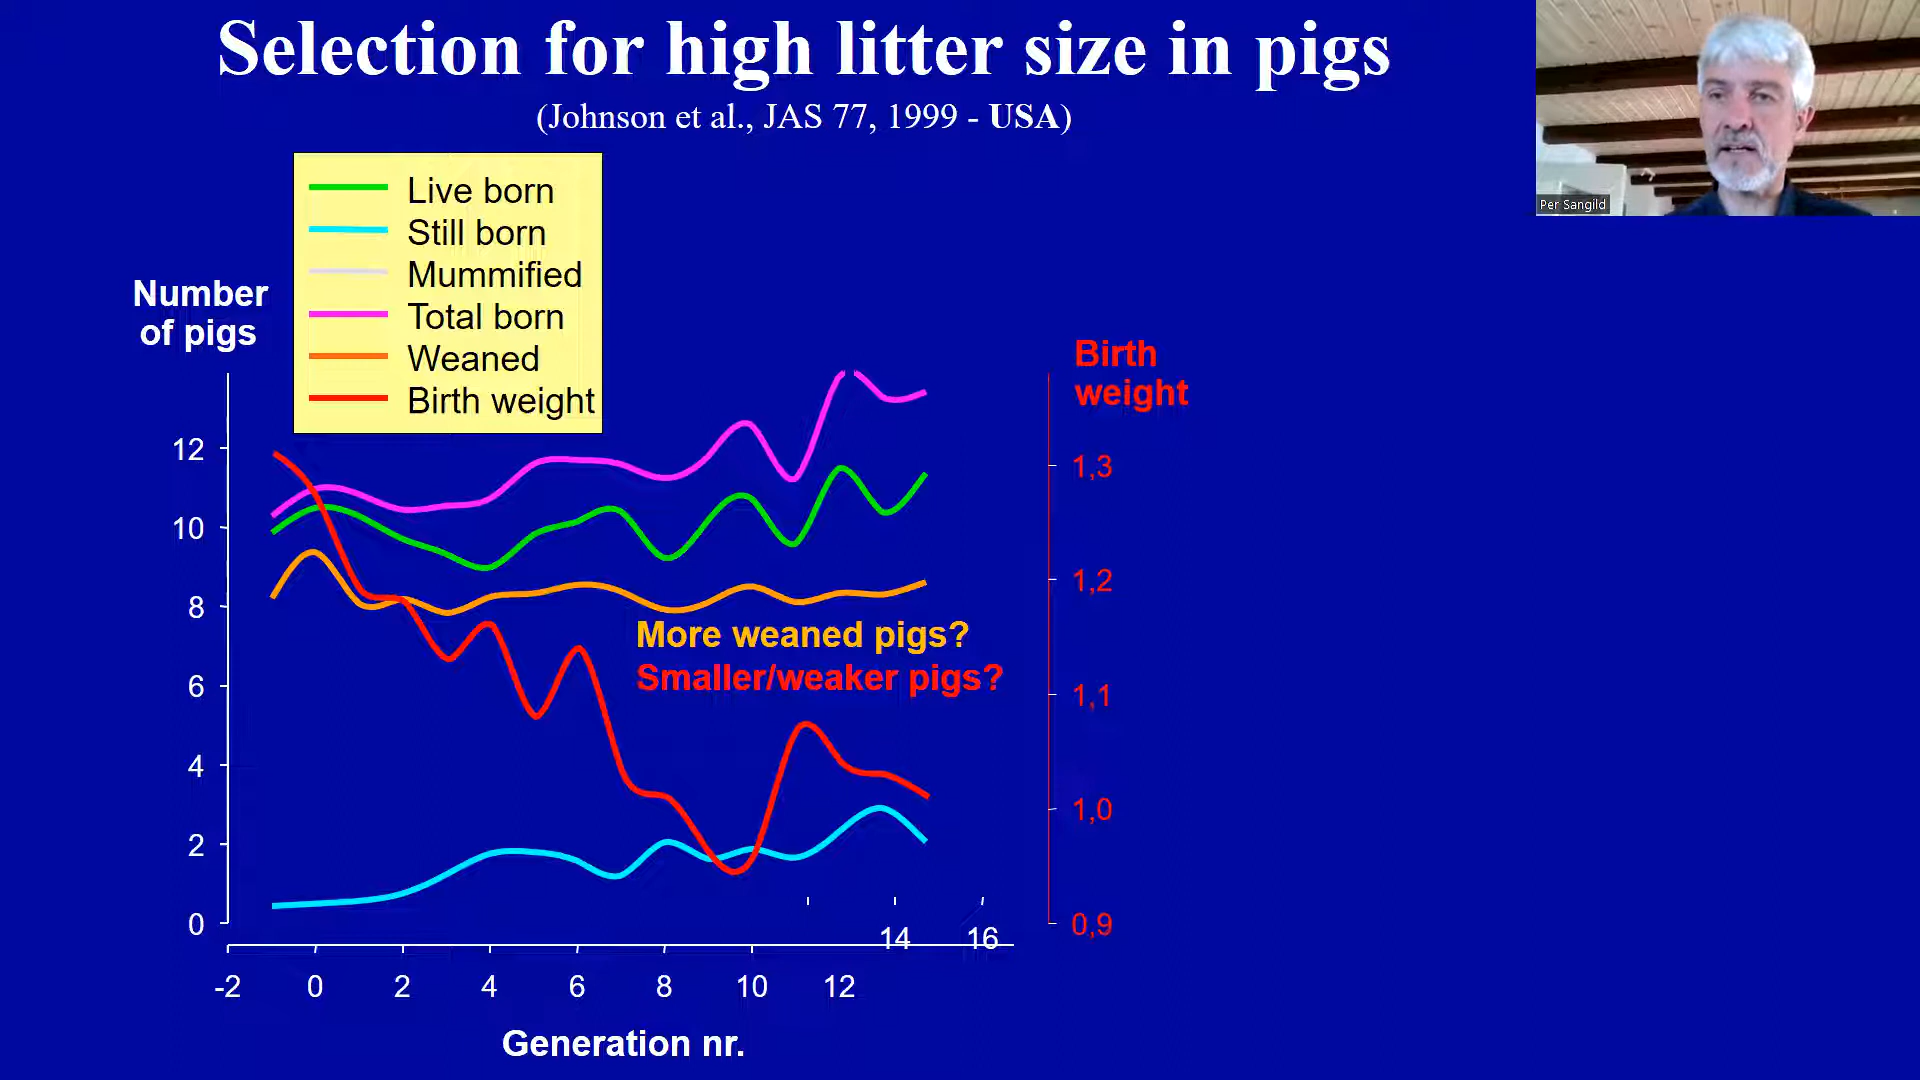 Selection for high litter size in pigs
(Johnson et al., JAS 77, 1999 - USA)
Per Sangild
Live born
Still born
Mummified
Total born
Weaned
Birth weight
Number
of pigs
Birth
weight
12
10
8
6
4
2
0
1,3
1,2
1,1
1,0
0,9
More weaned pigs?
Smaller/weaker pigs?
14
16
-2
0
2
4
6
8
10
12
Generation nr.